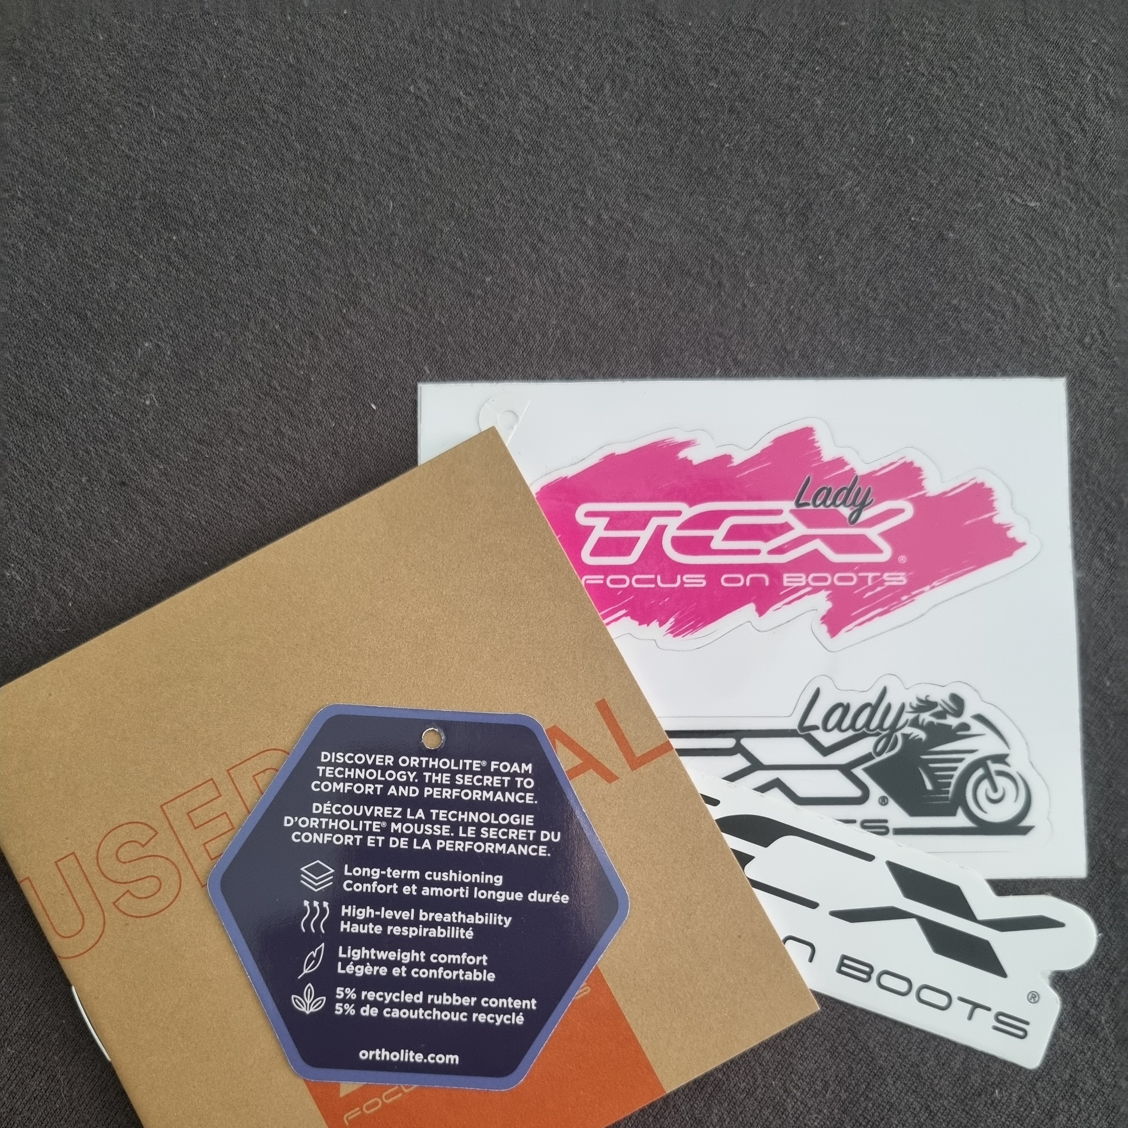 Lady
TCX®
FOCUS ON BOOTS
Lady
®
ON BOOTS
®
USER
AL
DISCOVER ORTHOLITE® FOAM
TECHNOLOGY. THE SECRET TO
COMFORT AND PERFORMANCE.
DÉCOUVREZ LA TECHNOLOGIE
D'ORTHOLITE® MOUSSE. LE SECRET DU
CONFORT ET DE LA PERFORMANCE.
Long-term cushioning
Confort et amorti longue durée
High-level breathability
Haute respirabilité
Lightweight comfort
Légère et confortable
5% recycled rubber content
5% de caoutchouc recyclé
ortholite.com